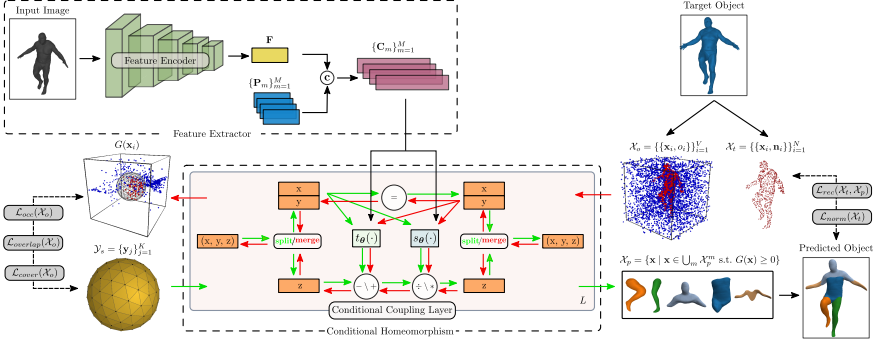 Input Image
Feature Encoder
F
{P_m}_{m=1}^M
c
{C_m}_{m=1}^M
Feature Extractor
Target Object
X_o = {{x_i, o_i}}_{i=1}^V
X_t = {{x_i, n_i}}_{i=1}^N
L_rec(X_t, X_p)
L_norm(X_t)
G(x_i)
L_occ(X_o)
L_overlap(X_o)
L_cover(X_o)
Y_s = {y_j}_{j=1}^K
x
y
=
x
y
(x, y, z)
split/merge
t_θ(·)
s_θ(·)
split/merge
(x, y, z)
z
− \ +
÷ \ *
z
L
Conditional Coupling Layer
Conditional Homeomorphism
X_p = {x | x ∈ ⋃_m X_p^m s.t. G(x) ≥ 0}
Predicted Object